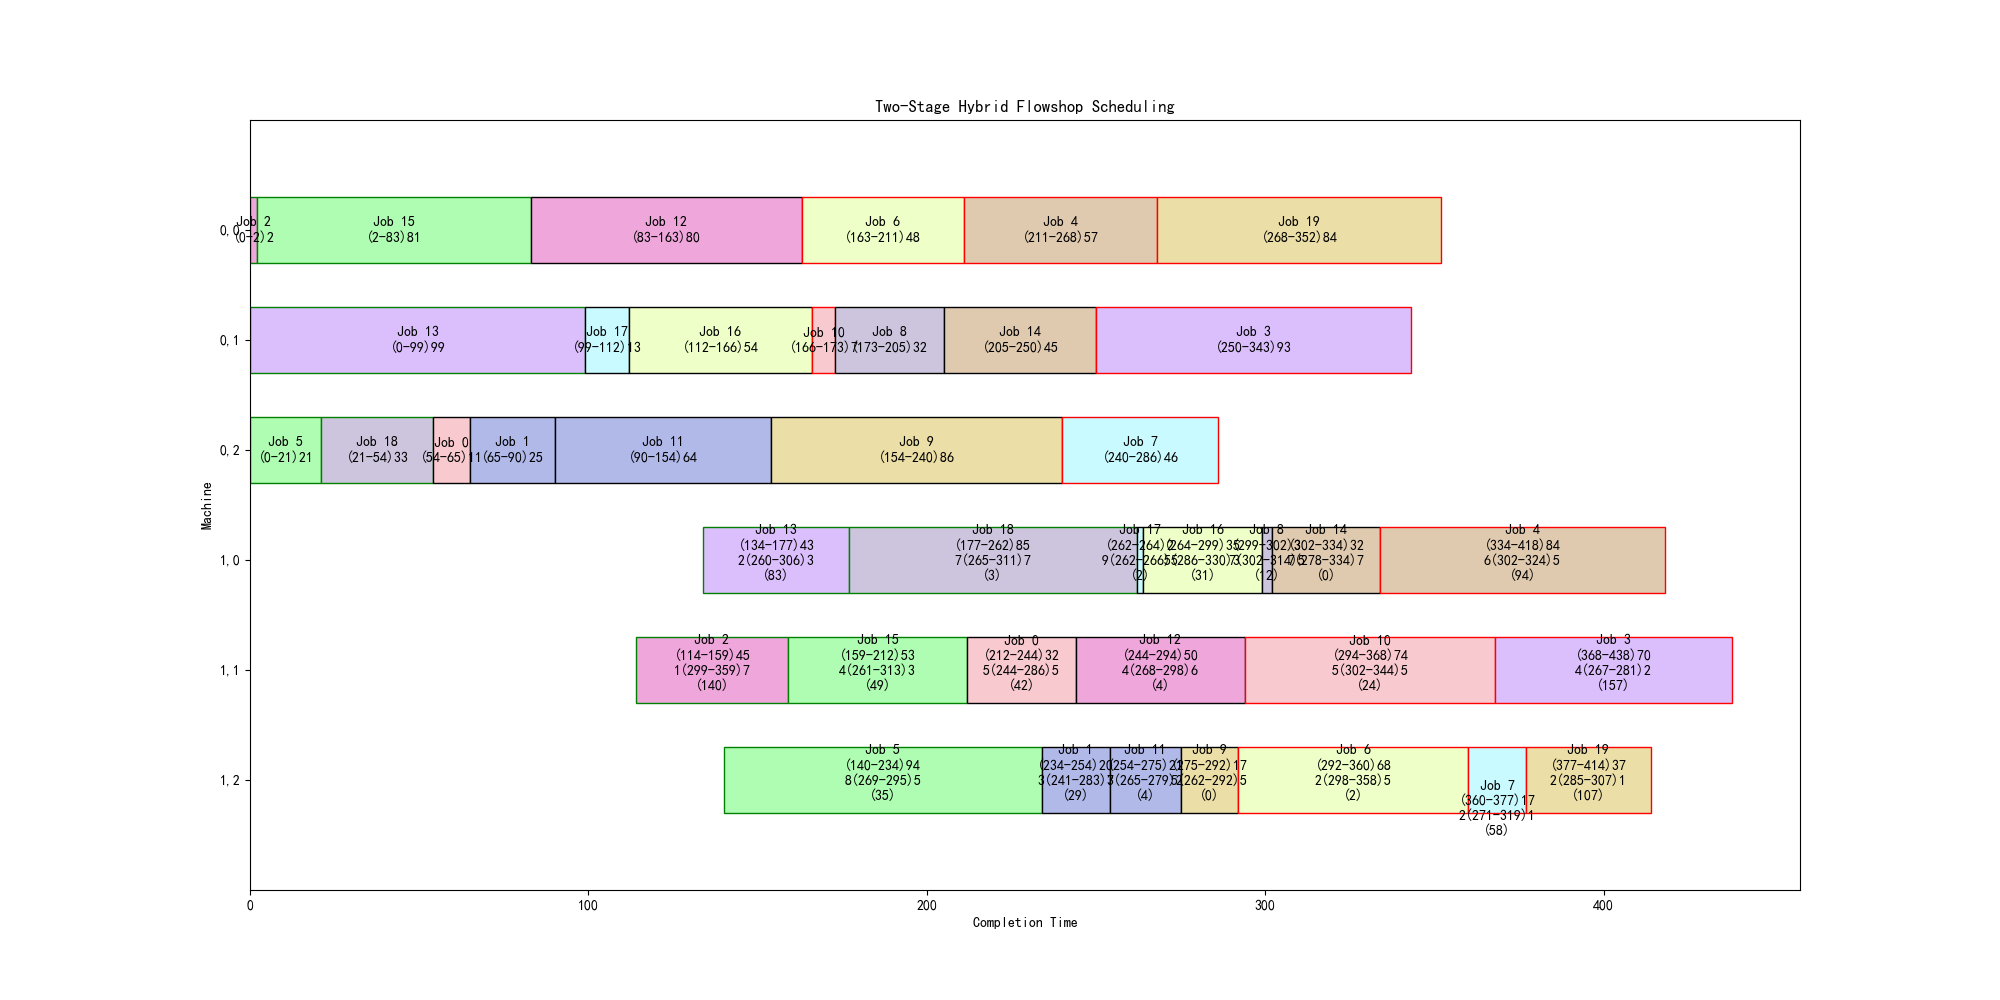 Two-Stage Hybrid Flowshop Scheduling
Machine
0,0
Job 2
(0-2)2
Job 15
(2-83)81
Job 12
(83-163)80
Job 6
(163-211)48
Job 4
(211-268)57
Job 19
(268-352)84
0,1
Job 13
(0-99)99
Job 17
(99-112)13
Job 16
(112-166)54
Job 10
(166-173)7
Job 8
(173-205)32
Job 14
(205-250)45
Job 3
(250-343)93
0,2
Job 5
(0-21)21
Job 18
(21-54)33
Job 0
(54-65)11
Job 1
(65-90)25
Job 11
(90-154)64
Job 9
(154-240)86
Job 7
(240-286)46
1,0
Job 13
(134-177)43
2(260-306)3
(83)
Job 18
(177-262)85
7(265-311)7
(3)
Job 17
(262-264)2
9(262-266)5
(2)
Job 16
(264-299)35
(286-330)
(31)
Job 8
(299-302)3
(302-314)
(12)
Job 14
(302-334)32
(278-334)7
(0)
Job 4
(334-418)84
6(302-324)5
(94)
1,1
Job 2
(114-159)45
1(299-359)7
(140)
Job 15
(159-212)53
4(261-313)3
(49)
Job 0
(212-244)32
5(244-286)5
(42)
Job 12
(244-294)50
4(268-298)6
(4)
Job 10
(294-368)74
5(302-344)5
(24)
Job 3
(368-438)70
4(267-281)2
(157)
1,2
Job 5
(140-234)94
8(269-295)5
(35)
Job 1
(234-254)20
3(241-283)
(29)
Job 11
(254-275)21
(265-279)
(4)
Job 9
(275-292)17
(262-292)5
(0)
Job 6
(292-360)68
2(298-358)5
(2)
Job 7
(360-377)17
2(271-319)1
(58)
Job 19
(377-414)37
2(285-307)1
(107)
0
100
200
300
400
Completion Time